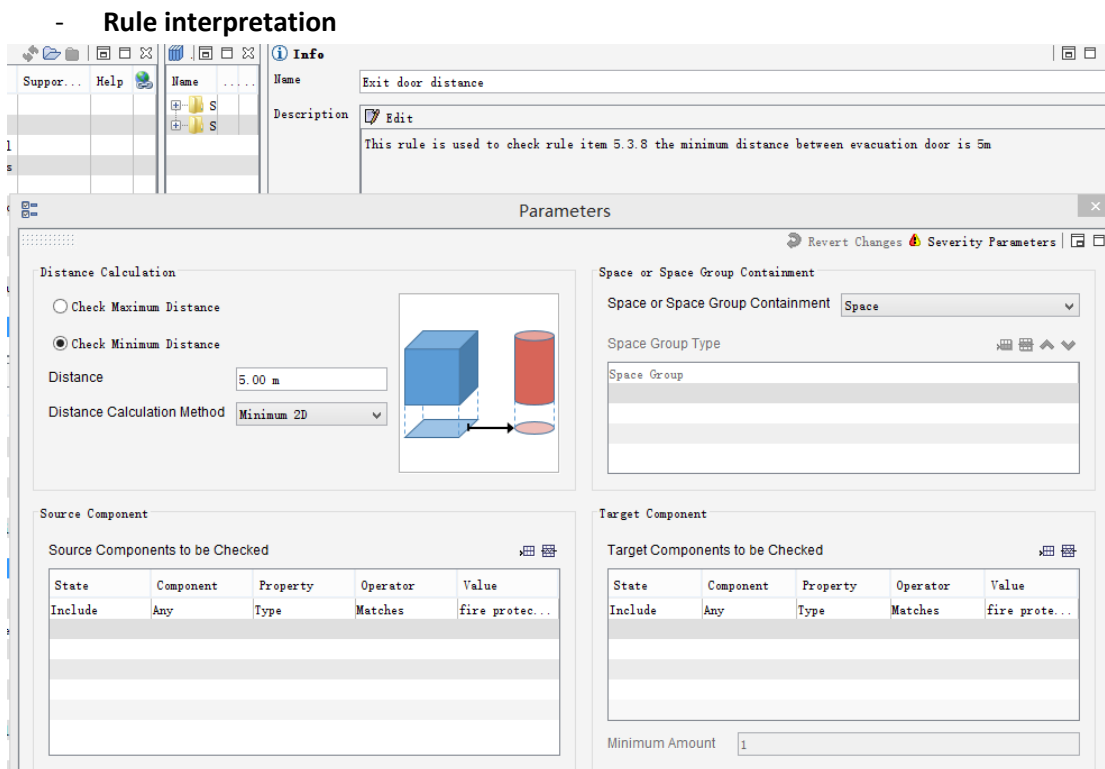 - Rule interpretation
Info
Suppor... Help Name .....
Name Exit door distance
S
S
Description Edit
This rule is used to check rule item 5.3.8 the minimum distance between evacuation door is 5m
l
s
Parameters
Revert Changes Severity Parameters
Distance Calculation
Check Maximum Distance
Check Minimum Distance
Distance 5.00 m
Distance Calculation Method Minimum 2D
Space or Space Group Containment
Space or Space Group Containment Space
Space Group Type
Space Group
Source Component
Source Components to be Checked
State Component Property Operator Value
Include Any Type Matches fire protec...
Target Component
Target Components to be Checked
State Component Property Operator Value
Include Any Type Matches fire prote...
Minimum Amount 1